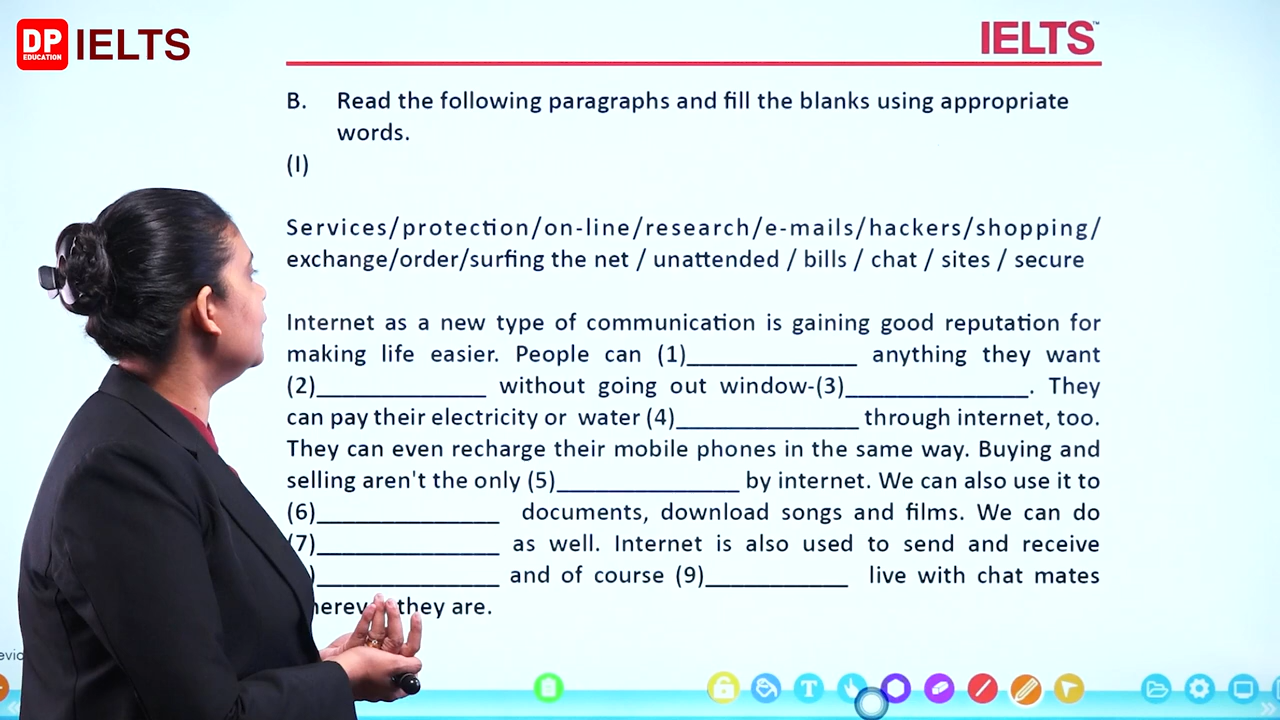 DP
EDUCATION
IELTS
IELTS™
B. Read the following paragraphs and fill the blanks using appropriate
words.
(I)
Services/protection/on-line/research/e-mails/hackers/shopping/
exchange/order/surfing the net / unattended / bills / chat / sites / secure
Internet as a new type of communication is gaining good reputation for
making life easier. People can (1)_____________ anything they want
(2)_____________ without going out window-(3)______________. They
can pay their electricity or water (4)______________ through internet, too.
They can even recharge their mobile phones in the same way. Buying and
selling aren't the only (5)______________ by internet. We can also use it to
(6)______________ documents, download songs and films. We can do
7)______________ as well. Internet is also used to send and receive
)______________ and of course (9)___________ live with chat mates
they are.